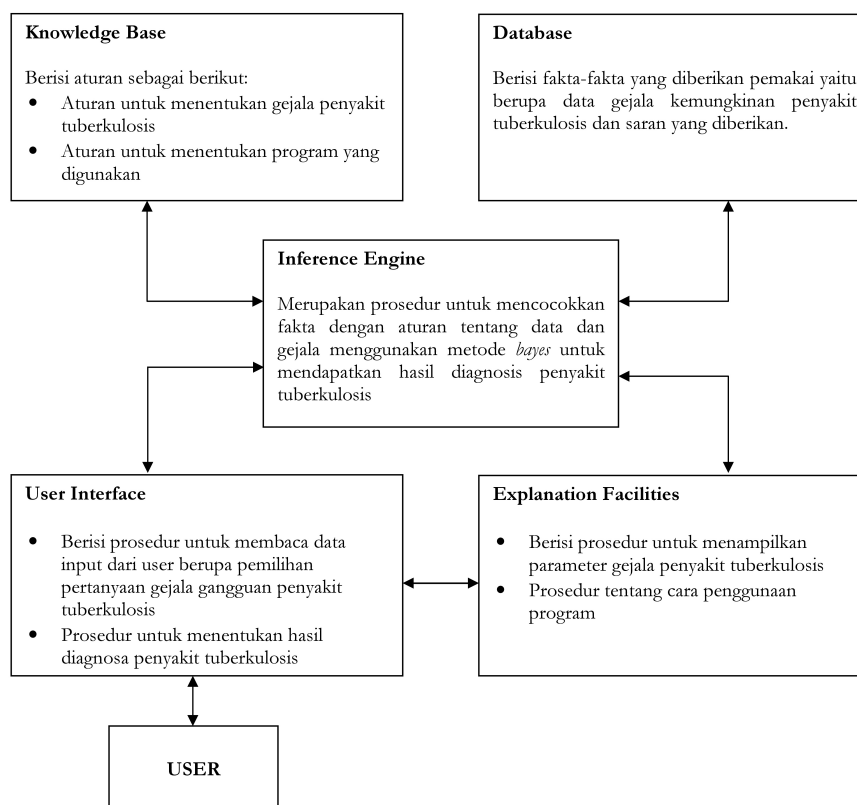 Knowledge Base
Berisi aturan sebagai berikut:
• Aturan untuk menentukan gejala penyakit
tuberkulosis
• Aturan untuk menentukan program yang
digunakan
Database
Berisi fakta-fakta yang diberikan pemakai yaitu
berupa data gejala kemungkinan penyakit
tuberkulosis dan saran yang diberikan.
Inference Engine
Merupakan prosedur untuk mencocokkan
fakta dengan aturan tentang data dan
gejala menggunakan metode bayes untuk
mendapatkan hasil diagnosis penyakit
tuberkulosis
User Interface
• Berisi prosedur untuk membaca data
input dari user berupa pemilihan
pertanyaan gejala gangguan penyakit
tuberkulosis
• Prosedur untuk menentukan hasil
diagnosa penyakit tuberkulosis
Explanation Facilities
• Berisi prosedur untuk menampilkan
parameter gejala penyakit tuberkulosis
• Prosedur tentang cara penggunaan
program
USER